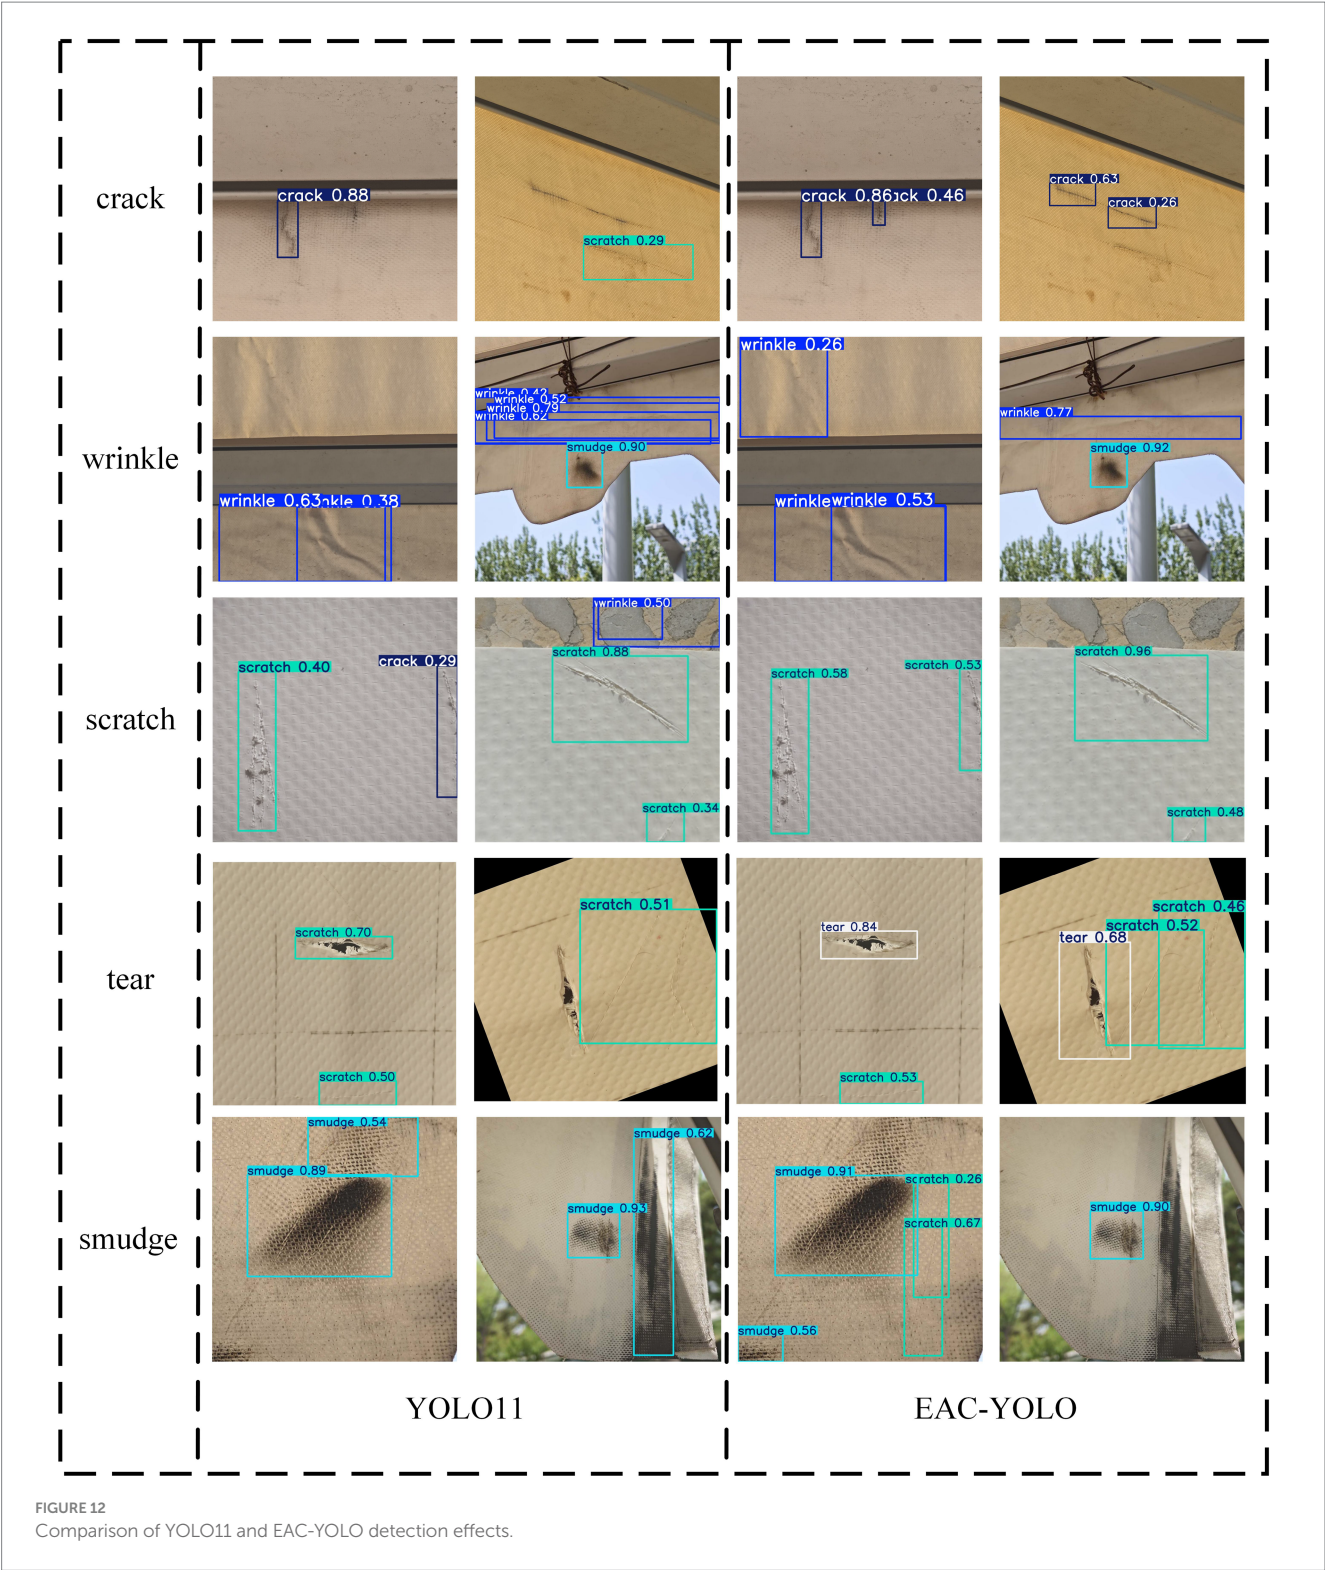 crack
crack 0.88
scratch 0.29
crack 0.86
ck 0.46
crack 0.63
crack 0.26
wrinkle
wrinkle 0.63
kle 0.38
wrinkle 0.42
wrinkle 0.52
wrinkle 0.79
wrinkle 0.62
smudge 0.90
wrinkle 0.26
wrinkle
wrinkle 0.53
wrinkle 0.77
smudge 0.92
scratch
scratch 0.40
crack 0.29
wrinkle 0.50
scratch 0.88
scratch 0.34
scratch 0.58
scratch 0.53
scratch 0.96
scratch 0.48
tear
scratch 0.70
scratch 0.50
scratch 0.51
tear 0.84
scratch 0.53
scratch 0.46
scratch 0.52
tear 0.68
smudge
smudge 0.54
smudge 0.89
smudge 0.62
smudge 0.93
smudge 0.91
scratch 0.26
scratch 0.67
smudge 0.56
smudge 0.90
YOLO11
EAC-YOLO
FIGURE 12
Comparison of YOLO11 and EAC-YOLO detection effects.